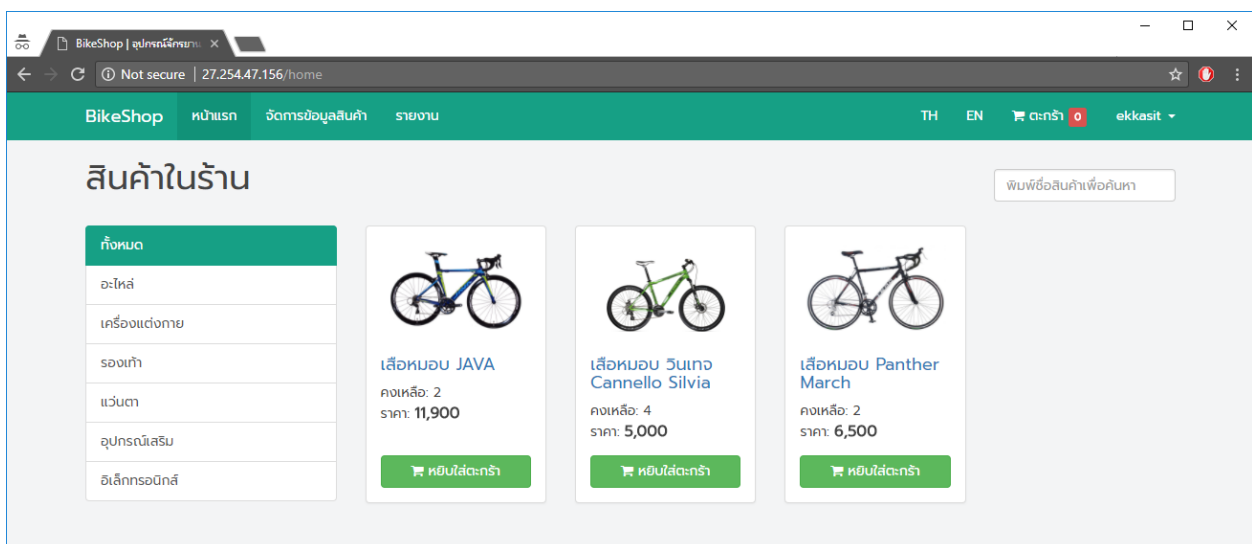 BikeShop | อุปกรณ์จักรยาน
Not secure | 27.254.47.156/home
BikeShop หน้าแรก จัดการข้อมูลสินค้า รายงาน TH EN ตะกร้า 0 ekkasit
สินค้าในร้าน
พิมพ์ชื่อสินค้าเพื่อค้นหา
ทั้งหมด
อะไหล่
เครื่องแต่งกาย
รองเท้า
แว่นตา
อุปกรณ์เสริม
อิเล็กทรอนิกส์
เสือหมอบ JAVA
คงเหลือ: 2
ราคา: 11,900
หยิบใส่ตะกร้า
เสือหมอบ วินเทจ
Cannello Silvia
คงเหลือ: 4
ราคา: 5,000
หยิบใส่ตะกร้า
เสือหมอบ Panther
March
คงเหลือ: 2
ราคา: 6,500
หยิบใส่ตะกร้า